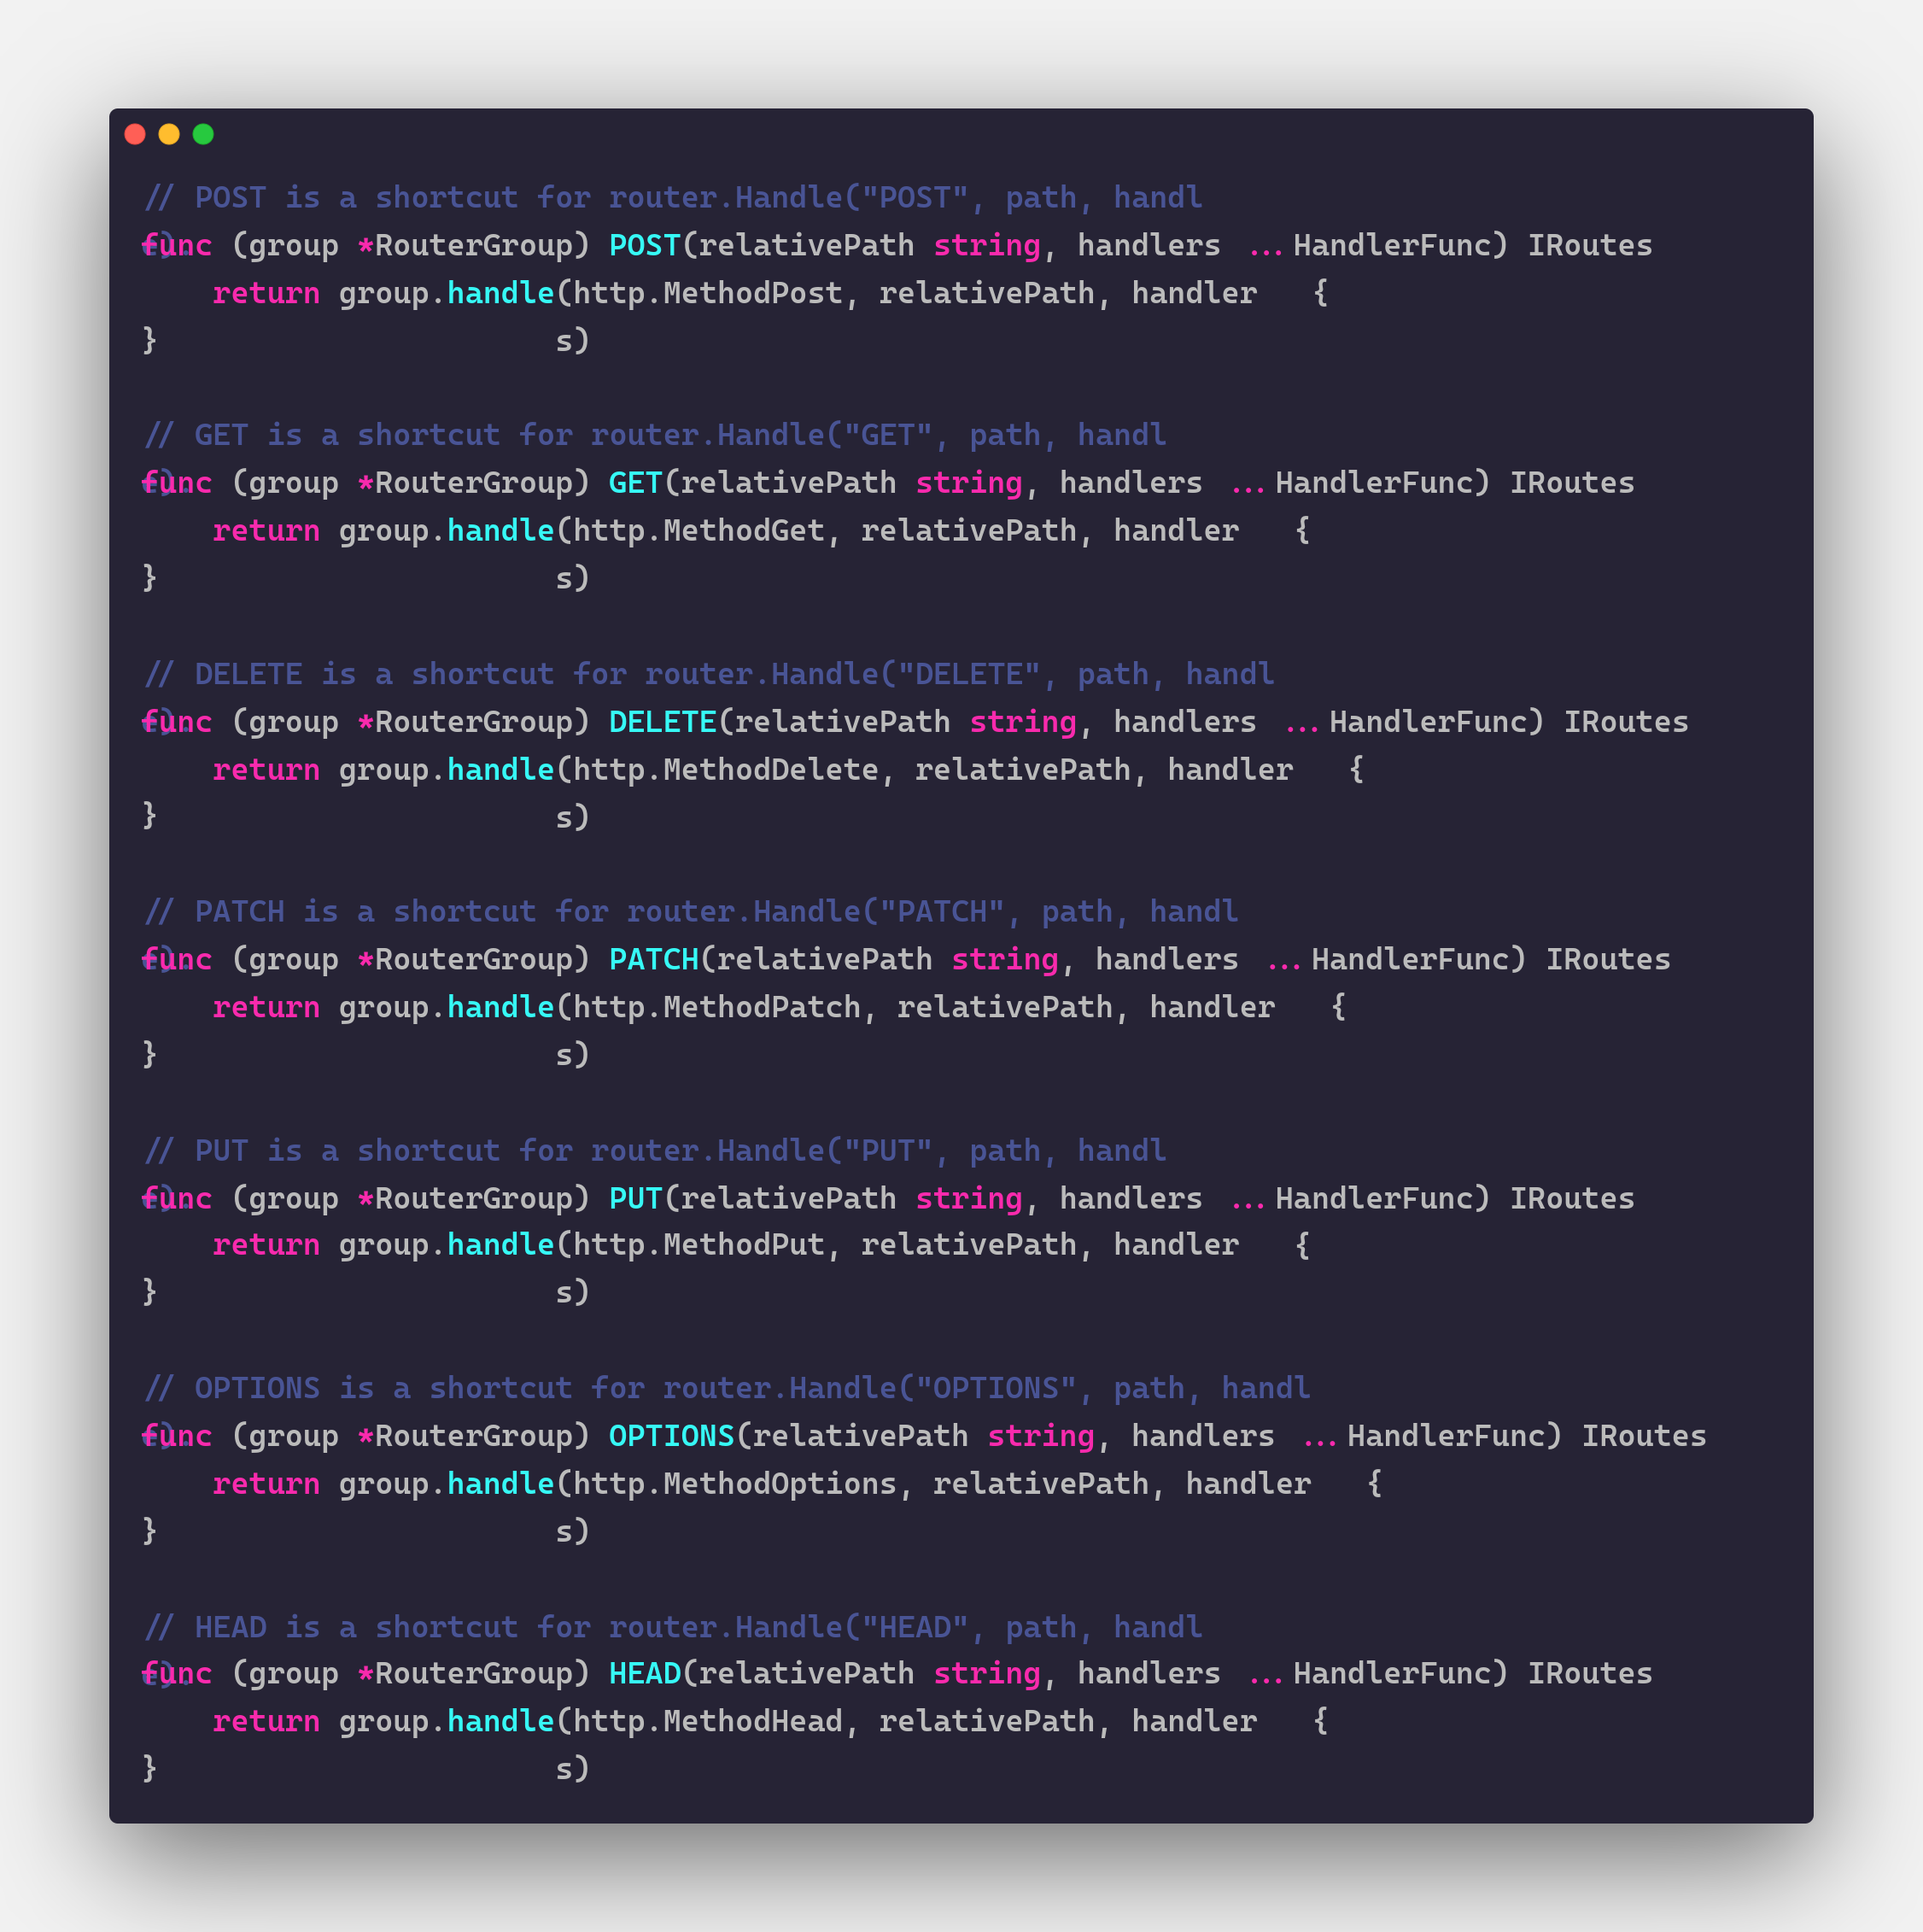 // POST is a shortcut for router.Handle("POST", path, handl
e).
func (group *RouterGroup) POST(relativePath string, handlers ...HandlerFunc) IRoutes
return group.handle(http.MethodPost, relativePath, handler {
} s)
// GET is a shortcut for router.Handle("GET", path, handl
e).
func (group *RouterGroup) GET(relativePath string, handlers ...HandlerFunc) IRoutes
return group.handle(http.MethodGet, relativePath, handler {
} s)
// DELETE is a shortcut for router.Handle("DELETE", path, handl
e).
func (group *RouterGroup) DELETE(relativePath string, handlers ...HandlerFunc) IRoutes
return group.handle(http.MethodDelete, relativePath, handler {
} s)
// PATCH is a shortcut for router.Handle("PATCH", path, handl
e).
func (group *RouterGroup) PATCH(relativePath string, handlers ...HandlerFunc) IRoutes
return group.handle(http.MethodPatch, relativePath, handler {
} s)
// PUT is a shortcut for router.Handle("PUT", path, handl
e).
func (group *RouterGroup) PUT(relativePath string, handlers ...HandlerFunc) IRoutes
return group.handle(http.MethodPut, relativePath, handler {
} s)
// OPTIONS is a shortcut for router.Handle("OPTIONS", path, handl
e).
func (group *RouterGroup) OPTIONS(relativePath string, handlers ...HandlerFunc) IRoutes
return group.handle(http.MethodOptions, relativePath, handler {
} s)
// HEAD is a shortcut for router.Handle("HEAD", path, handl
e).
func (group *RouterGroup) HEAD(relativePath string, handlers ...HandlerFunc) IRoutes
return group.handle(http.MethodHead, relativePath, handler {
} s)